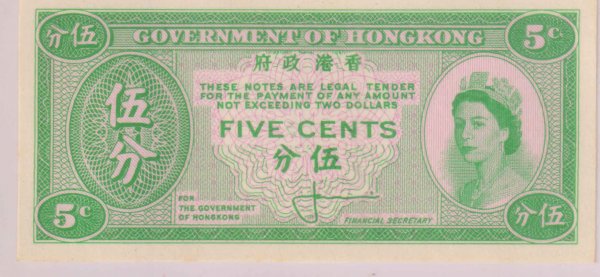 分伍
GOVERNMENT OF HONGKONG
5¢
府政港香
THESE NOTES ARE LEGAL TENDER
FOR THE PAYMENT OF ANY AMOUNT
NOT EXCEEDING TWO DOLLARS
伍
分
FIVE CENTS
分伍
FOR
THE GOVERNMENT
OF HONGKONG
FINANCIAL SECRETARY
5¢
分伍